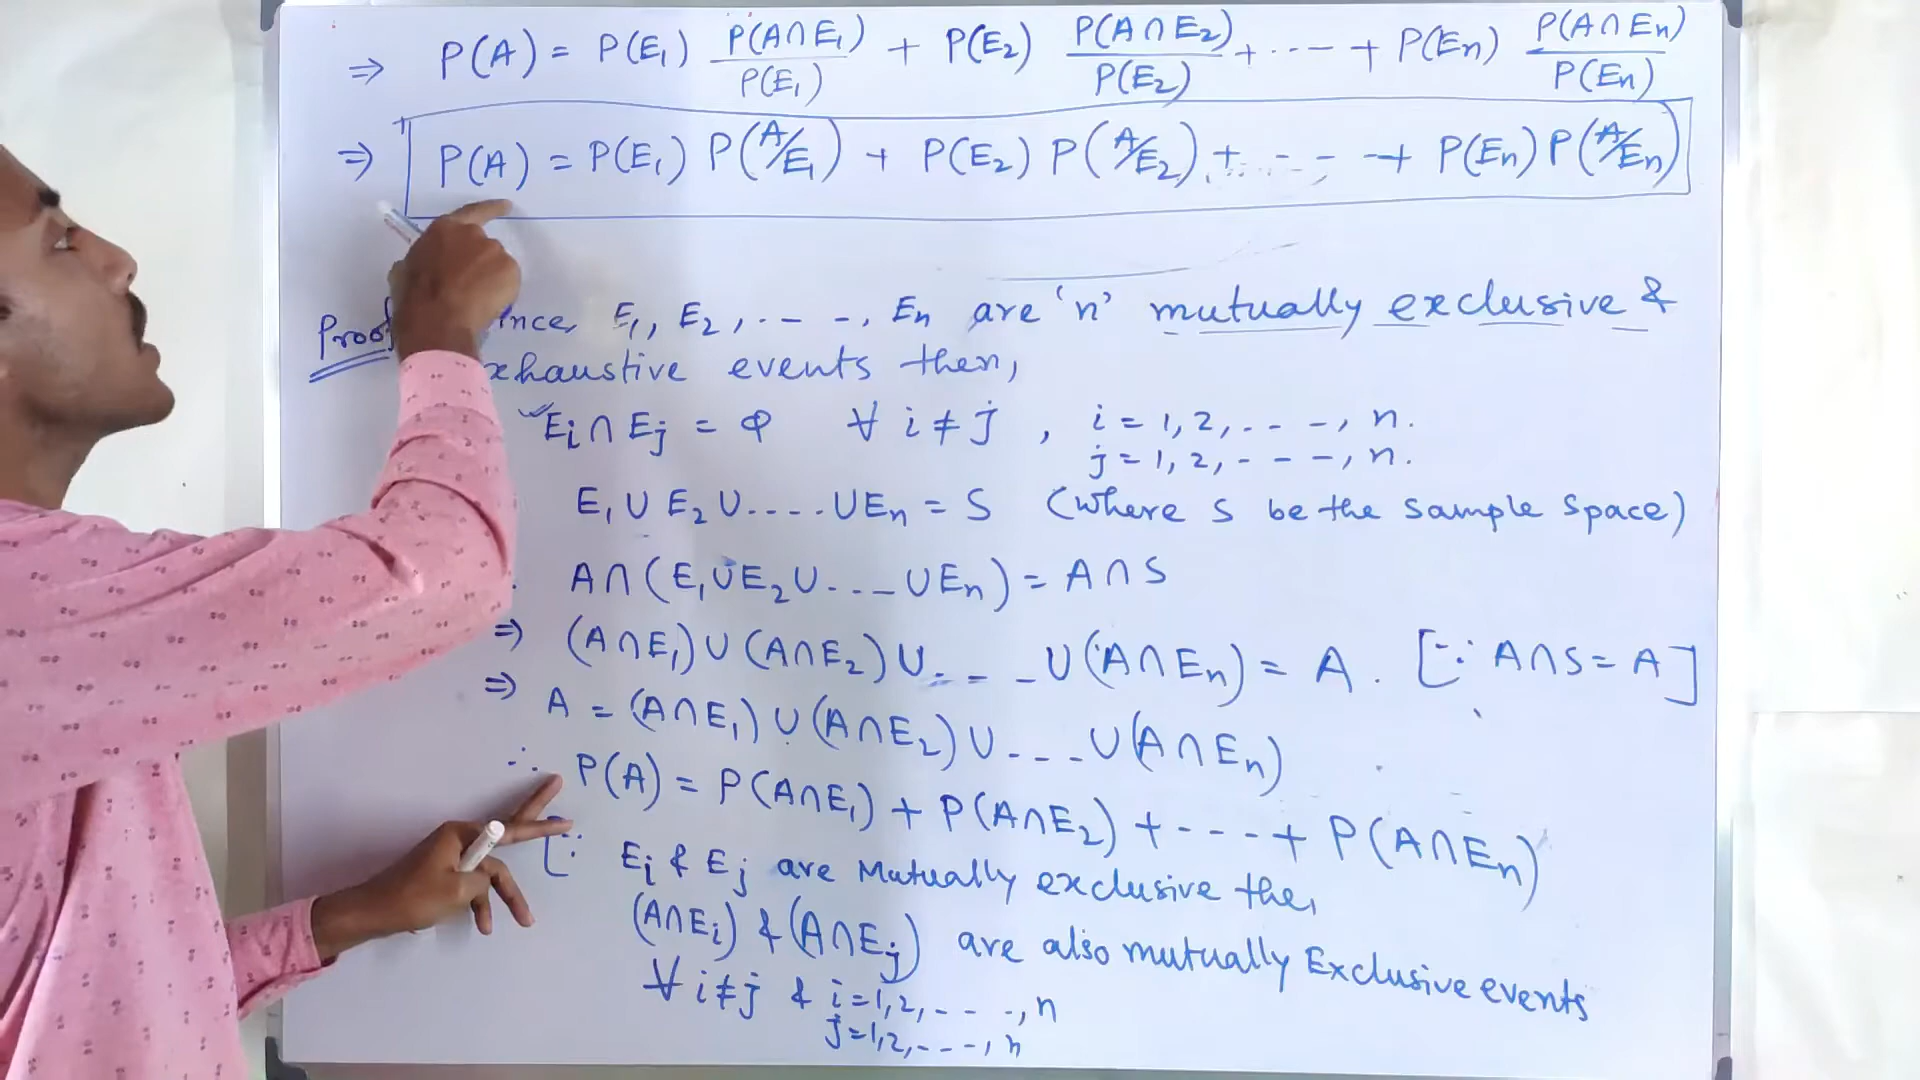 ⇒ P(A) = P(E₁) P(A∩E₁)/P(E₁) + P(E₂) P(A∩E₂)/P(E₂) + ---- + P(En) P(A∩En)/P(En)
⇒ P(A) = P(E₁) P(A/E₁) + P(E₂) P(A/E₂) + - - - + P(En) P(A/En)
Proof ince, E₁, E₂, - - -, En are 'n' mutually exclusive &
xhaustive events then,
Ei ∩ Ej = φ ∀ i ≠ j , i = 1, 2, - - -, n.
j = 1, 2, - - - -, n.
E₁ ∪ E₂ ∪ ---- ∪ En = S (where S be the sample space)
A∩(E₁∪E₂∪ - - - ∪En) = A∩S
⇒ (A∩E₁) ∪ (A∩E₂) ∪ - - - ∪ (A∩En) = A. [∵ A∩S = A]
⇒ A = (A∩E₁) ∪ (A∩E₂) ∪ - - - ∪ (A∩En)
∴ P(A) = P(A∩E₁) + P(A∩E₂) + - - - - + P(A∩En)
[∵ Ei & Ej are Mutually exclusive the,
(A∩Ei) & (A∩Ej) are also mutually Exclusive events
∀ i≠j & i = 1, 2, - - -, n
j = 1, 2, - - - -, n